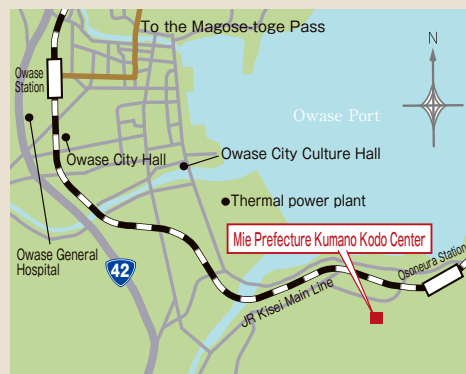 To the Magose-toge Pass
N
Owase
Station
Owase Port
Owase City Hall
Owase City Culture Hall
Thermal power plant
Mie Prefecture Kumano Kodo Center
Owase General
Hospital
42
Osoneura Station
JR Kisei Main Line